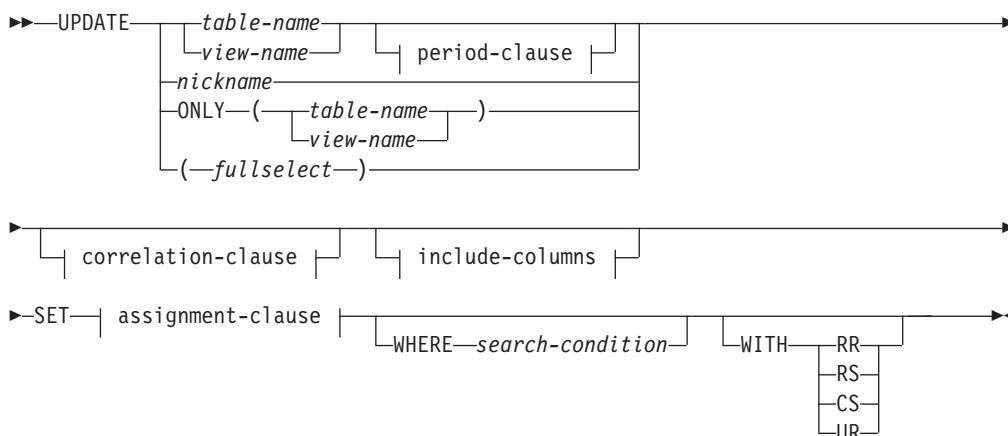 UPDATE table-name
view-name period-clause
nickname
ONLY ( table-name )
view-name
( fullselect )
correlation-clause include-columns
SET assignment-clause
WHERE search-condition WITH RR
RS
CS
UR